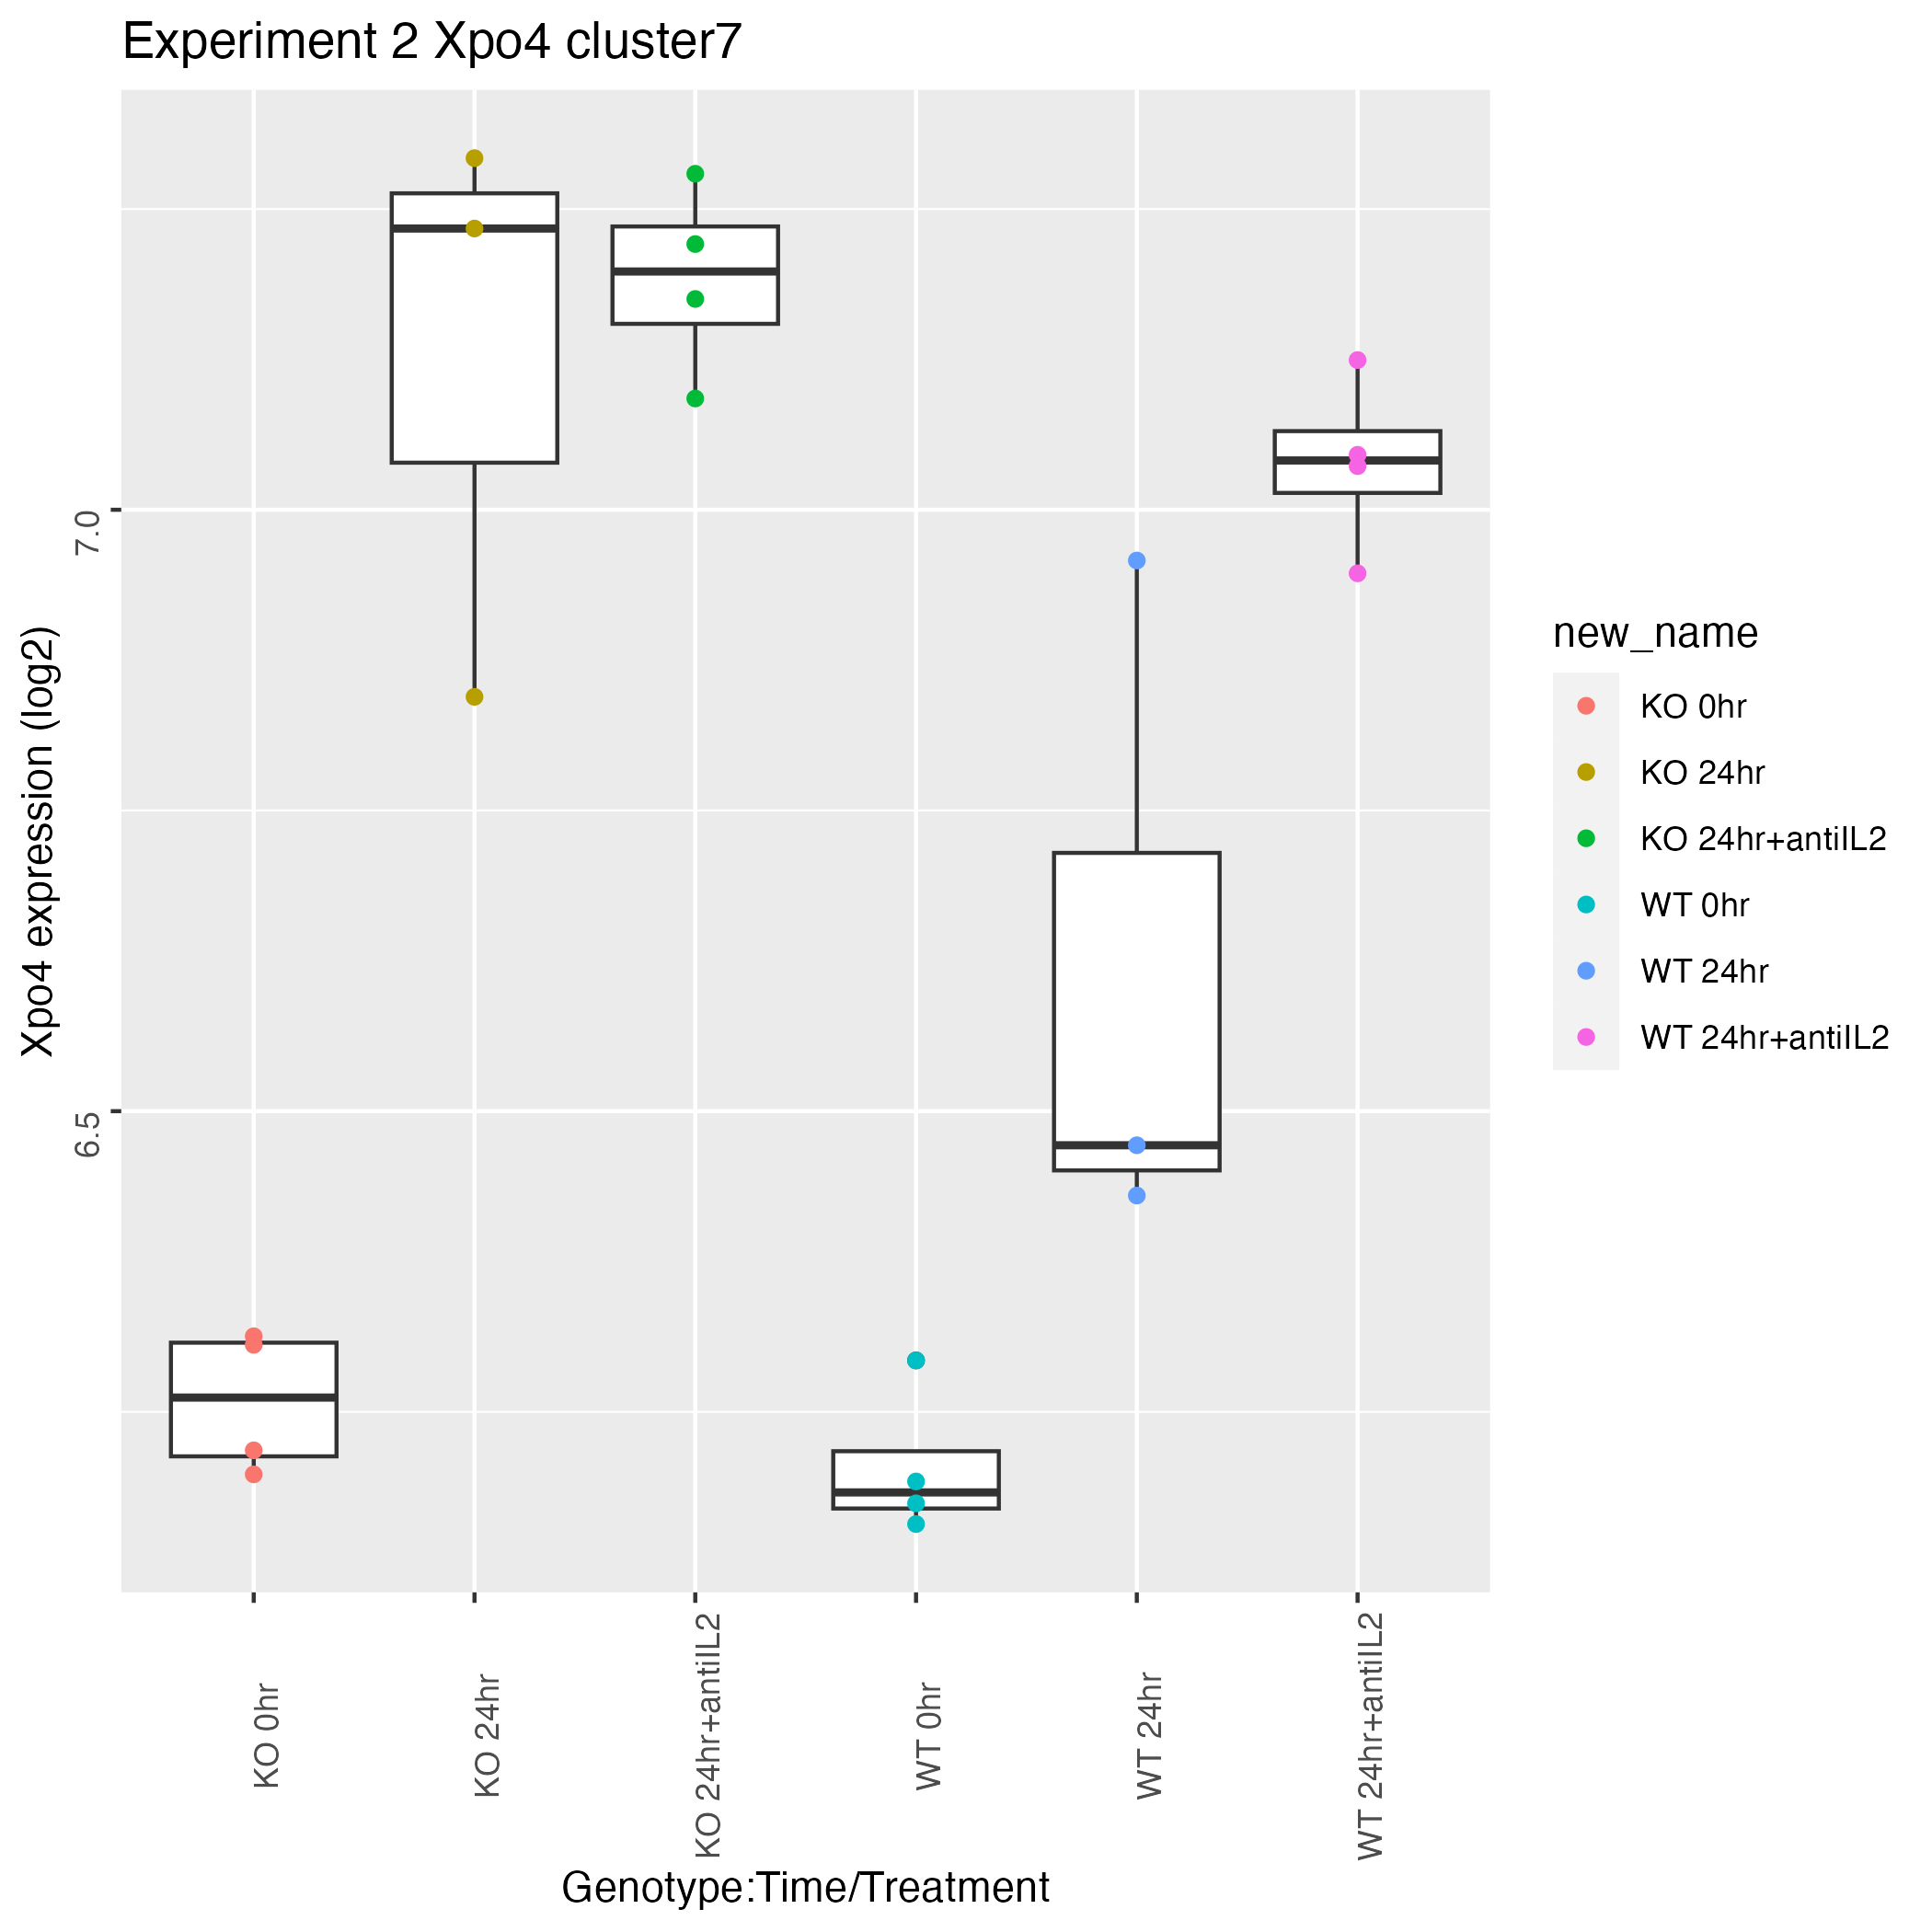 Experiment 2 Xpo4 cluster7
Xpo4 expression (log2)
7.0
6.5
KO 0hr
KO 24hr
KO 24hr+antiIL2
WT 0hr
WT 24hr
WT 24hr+antiIL2
Genotype:Time/Treatment
new_name
KO 0hr
KO 24hr
KO 24hr+antiIL2
WT 0hr
WT 24hr
WT 24hr+antiIL2